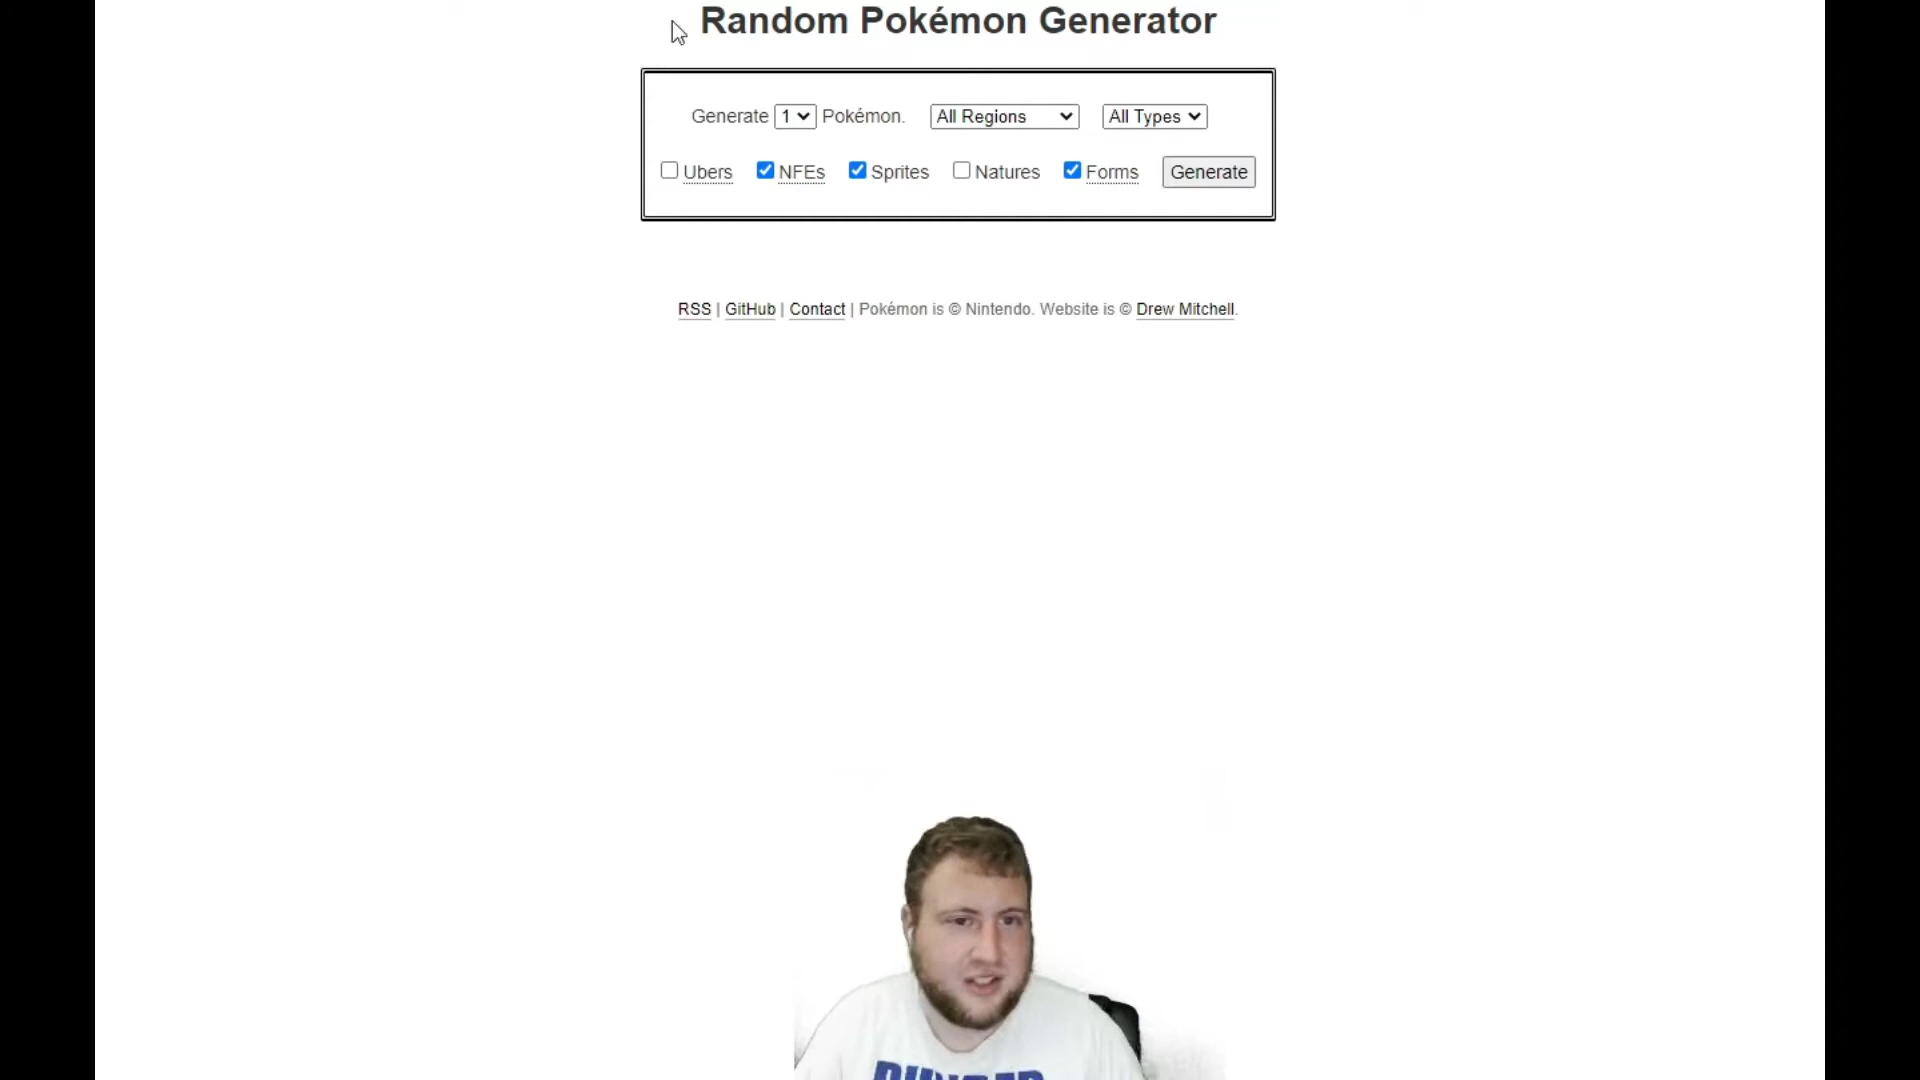 Random Pokémon Generator
Generate 1 Pokémon. All Regions All Types
Ubers NFEs Sprites Natures Forms Generate
RSS | GitHub | Contact | Pokémon is © Nintendo. Website is © Drew Mitchell.